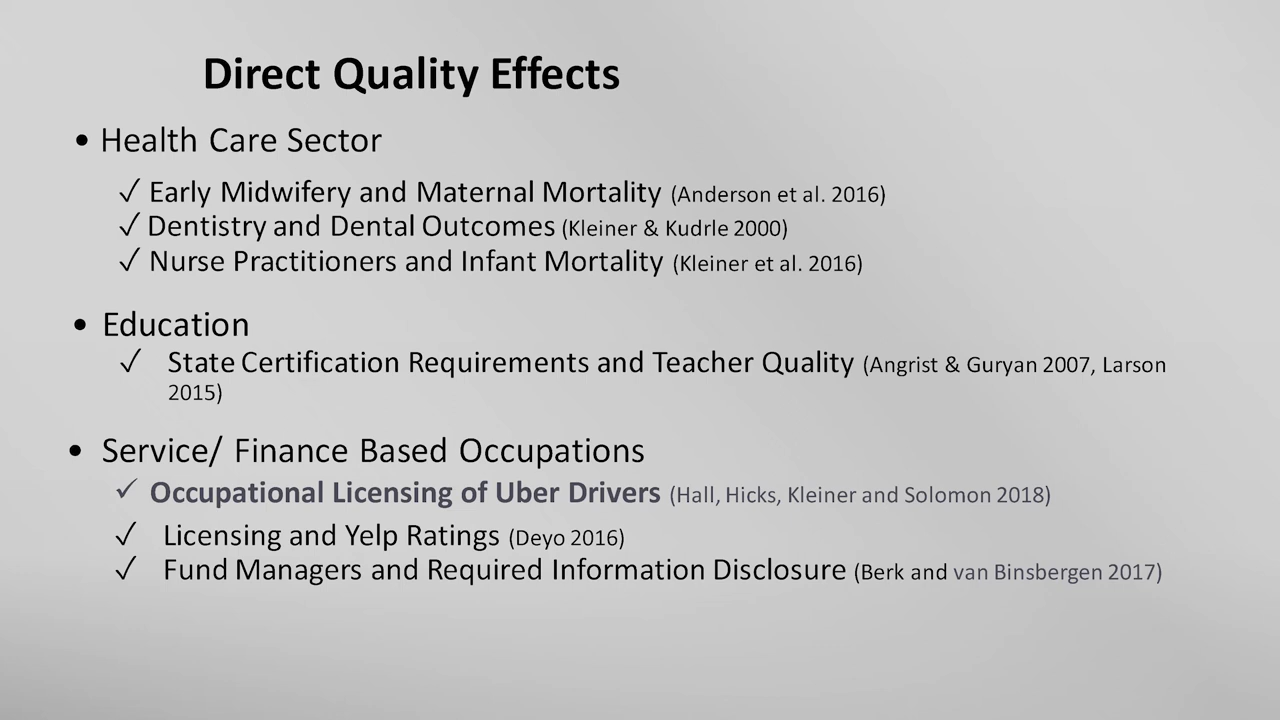 Direct Quality Effects
• Health Care Sector
✓ Early Midwifery and Maternal Mortality (Anderson et al. 2016)
✓ Dentistry and Dental Outcomes (Kleiner & Kudrle 2000)
✓ Nurse Practitioners and Infant Mortality (Kleiner et al. 2016)
• Education
✓ State Certification Requirements and Teacher Quality (Angrist & Guryan 2007, Larson
2015)
• Service/ Finance Based Occupations
✓ Occupational Licensing of Uber Drivers (Hall, Hicks, Kleiner and Solomon 2018)
✓ Licensing and Yelp Ratings (Deyo 2016)
✓ Fund Managers and Required Information Disclosure (Berk and van Binsbergen 2017)